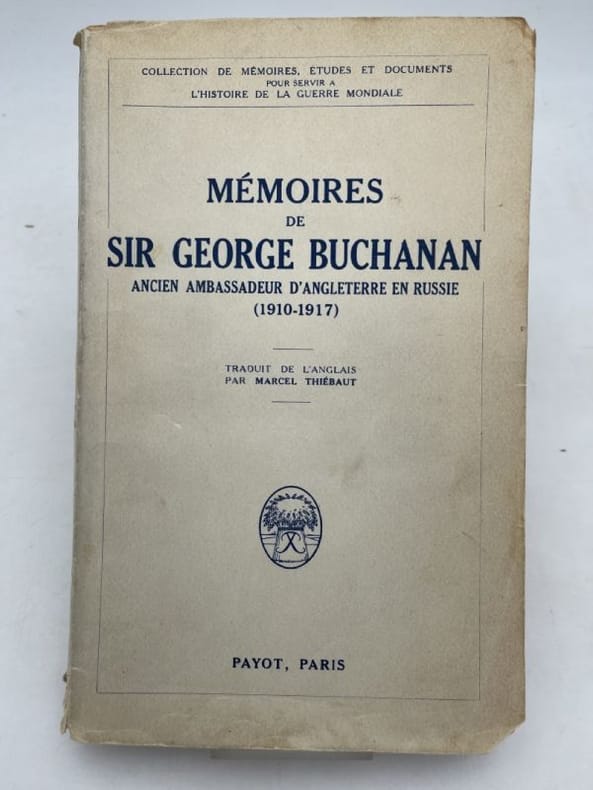 COLLECTION DE MÉMOIRES, ÉTUDES ET DOCUMENTS
POUR SERVIR A
L'HISTOIRE DE LA GUERRE MONDIALE
MÉMOIRES
DE
SIR GEORGE BUCHANAN
ANCIEN AMBASSADEUR D'ANGLETERRE EN RUSSIE
(1910-1917)
TRADUIT DE L'ANGLAIS
PAR MARCEL THIÉBAUT
PAYOT, PARIS